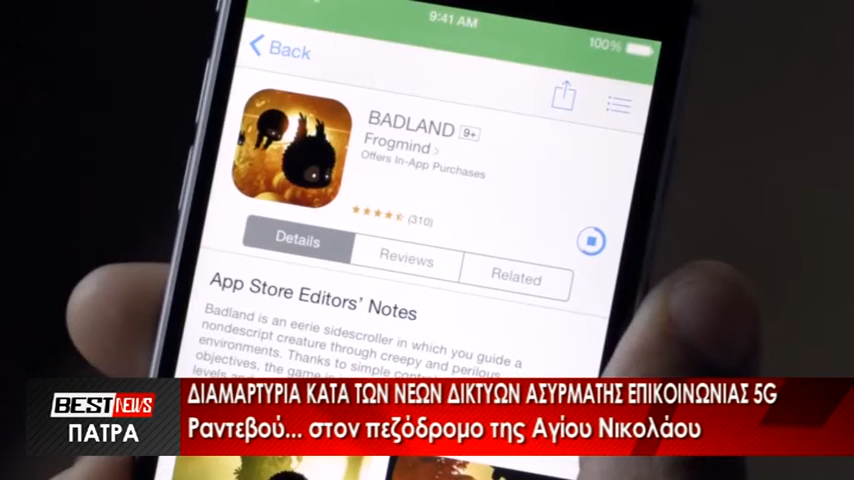 9:41 AM
100%
Back
BADLAND 9+
Frogmind
Offers In-App Purchases
(310)
Details
Reviews
Related
App Store Editors' Notes
Badland is an eerie sidescroller in which you guide a
nondescript creature through creepy and perilous
environments. Thanks to simple
objectives, the game is
levels and
BEST NEWS
ΠΑΤΡΑ
ΔΙΑΜΑΡΤΥΡΙΑ ΚΑΤΑ ΤΩΝ ΝΕΩΝ ΔΙΚΤΥΩΝ ΑΣΥΡΜΑΤΗΣ ΕΠΙΚΟΙΝΩΝΙΑΣ 5G
Ραντεβού... στον πεζόδρομο της Αγίου Νικολάου